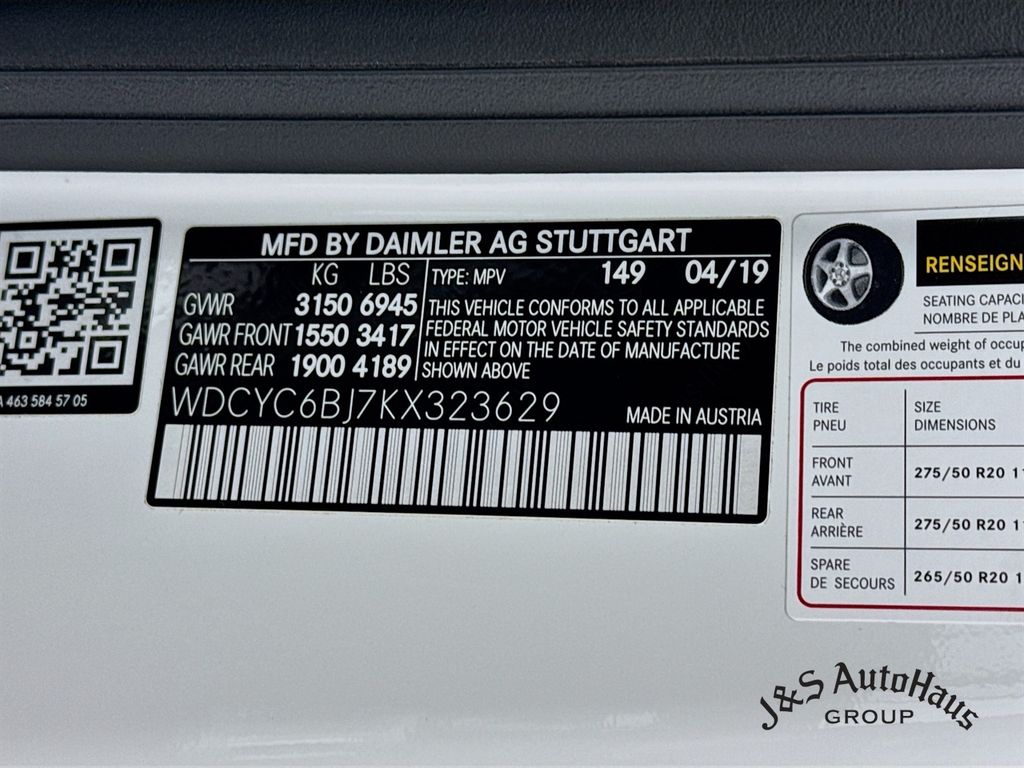 MFD BY DAIMLER AG STUTTGART
KG LBS
GVWR 3150 6945
GAWR FRONT 1550 3417
GAWR REAR 1900 4189
TYPE: MPV 149 04/19
THIS VEHICLE CONFORMS TO ALL APPLICABLE
FEDERAL MOTOR VEHICLE SAFETY STANDARDS
IN EFFECT ON THE DATE OF MANUFACTURE
SHOWN ABOVE
WDCYC6BJ7KX323629
MADE IN AUSTRIA
A 463 584 57 05
RENSEIGN
SEATING CAPACI
NOMBRE DE PLA
The combined weight of occup
Le poids total des occupants et du
TIRE
PNEU
SIZE
DIMENSIONS
FRONT
AVANT
275/50 R20 11
REAR
ARRIÈRE
275/50 R20 11
SPARE
DE SECOURS
265/50 R20 1
J&S AutoHaus
GROUP